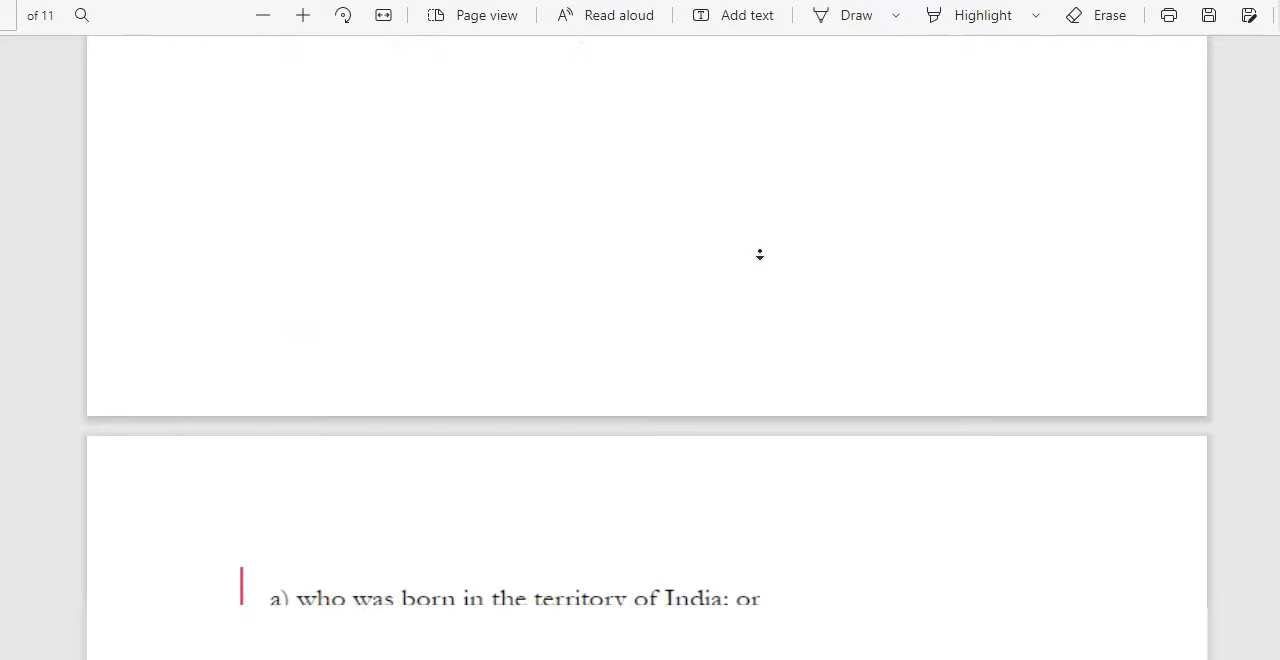 of 11
Page view
Read aloud
Add text
Draw
Highlight
Erase
a) who was born in the territory of India; or